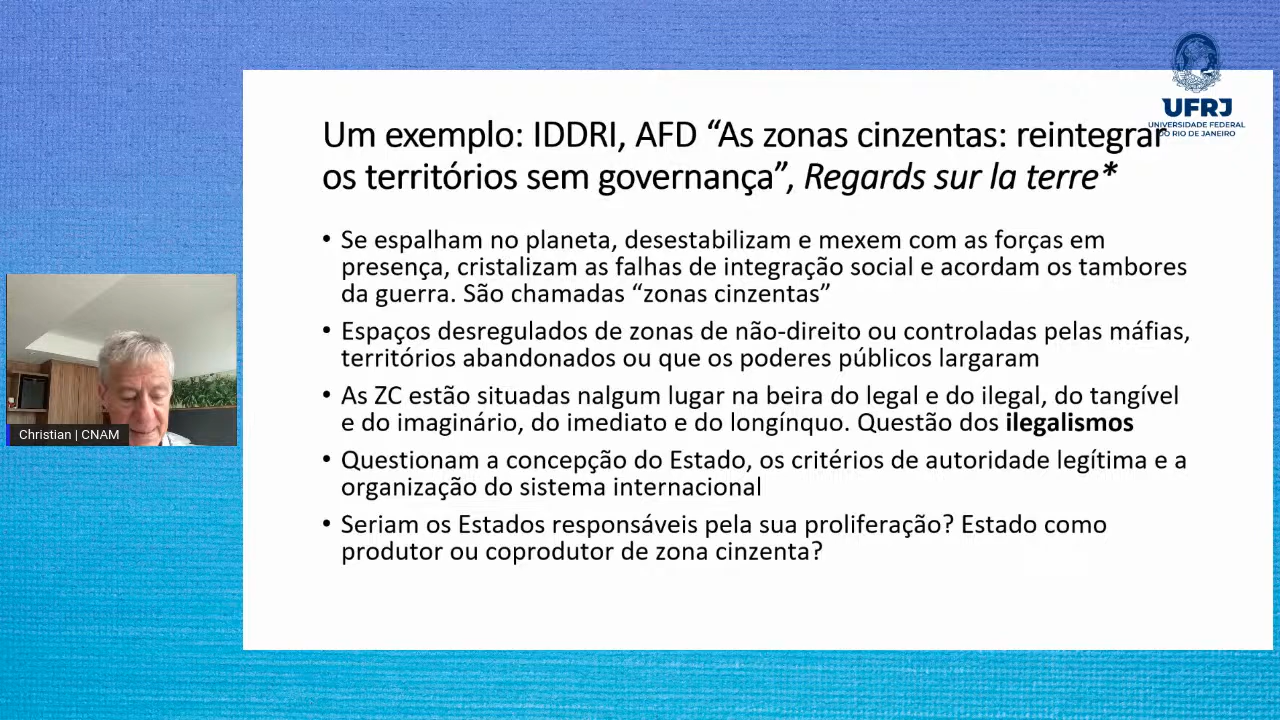 UFRJ
UNIVERSIDADE FEDERAL
DO RIO DE JANEIRO
Um exemplo: IDDRI, AFD “As zonas cinzentas: reintegrar
os territórios sem governança”, Regards sur la terre*
• Se espalham no planeta, desestabilizam e mexem com as forças em
presença, cristalizam as falhas de integração social e acordam os tambores
da guerra. São chamadas “zonas cinzentas”
• Espaços desregulados de zonas de não-direito ou controladas pelas máfias,
territórios abandonados ou que os poderes públicos largaram
• As ZC estão situadas nalgum lugar na beira do legal e do ilegal, do tangível
e do imaginário, do imediato e do longínquo. Questão dos ilegalismos
• Questionam a concepção do Estado, os critérios de autoridade legítima e a
organização do sistema internacional
• Seriam os Estados responsáveis pela sua proliferação? Estado como
produtor ou coprodutor de zona cinzenta?
Christian | CNAM